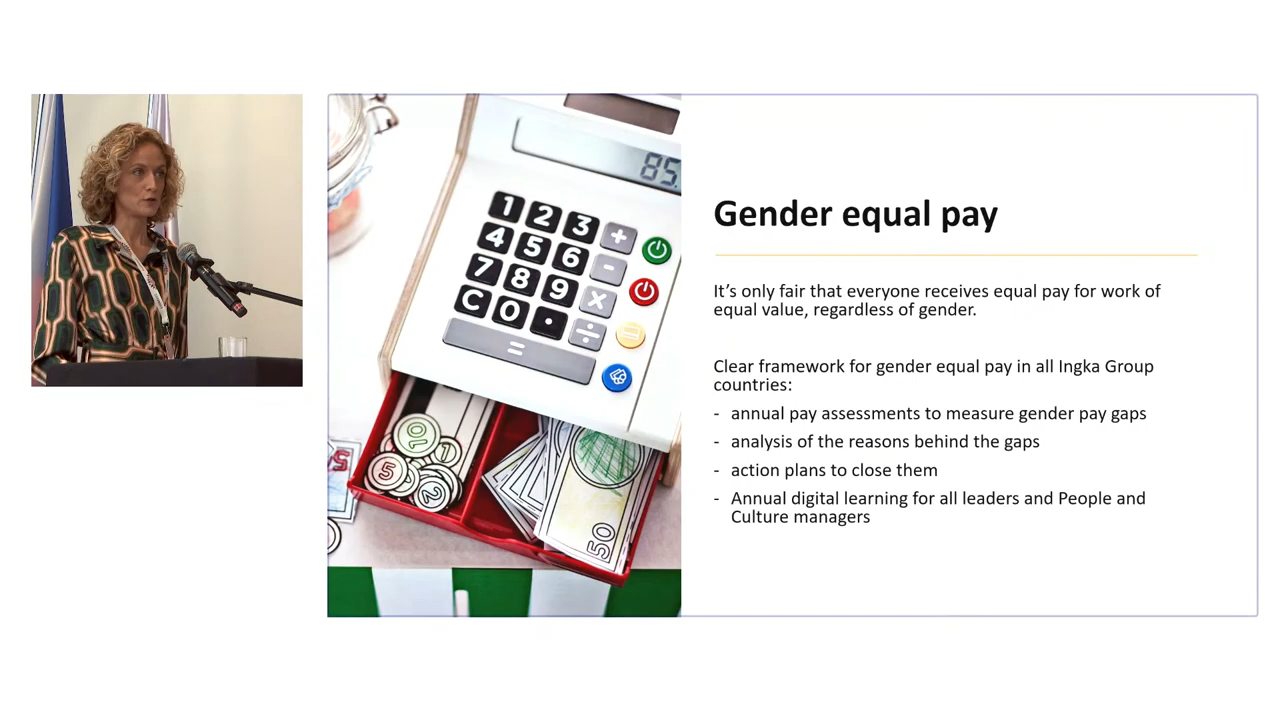 85.
1 2 3 +
4 5 6 -
7 8 9 x
C 0 . ÷
=
10
1
5
2
5
50
Gender equal pay
It's only fair that everyone receives equal pay for work of
equal value, regardless of gender.
Clear framework for gender equal pay in all Ingka Group
countries:
- annual pay assessments to measure gender pay gaps
- analysis of the reasons behind the gaps
- action plans to close them
- Annual digital learning for all leaders and People and
Culture managers